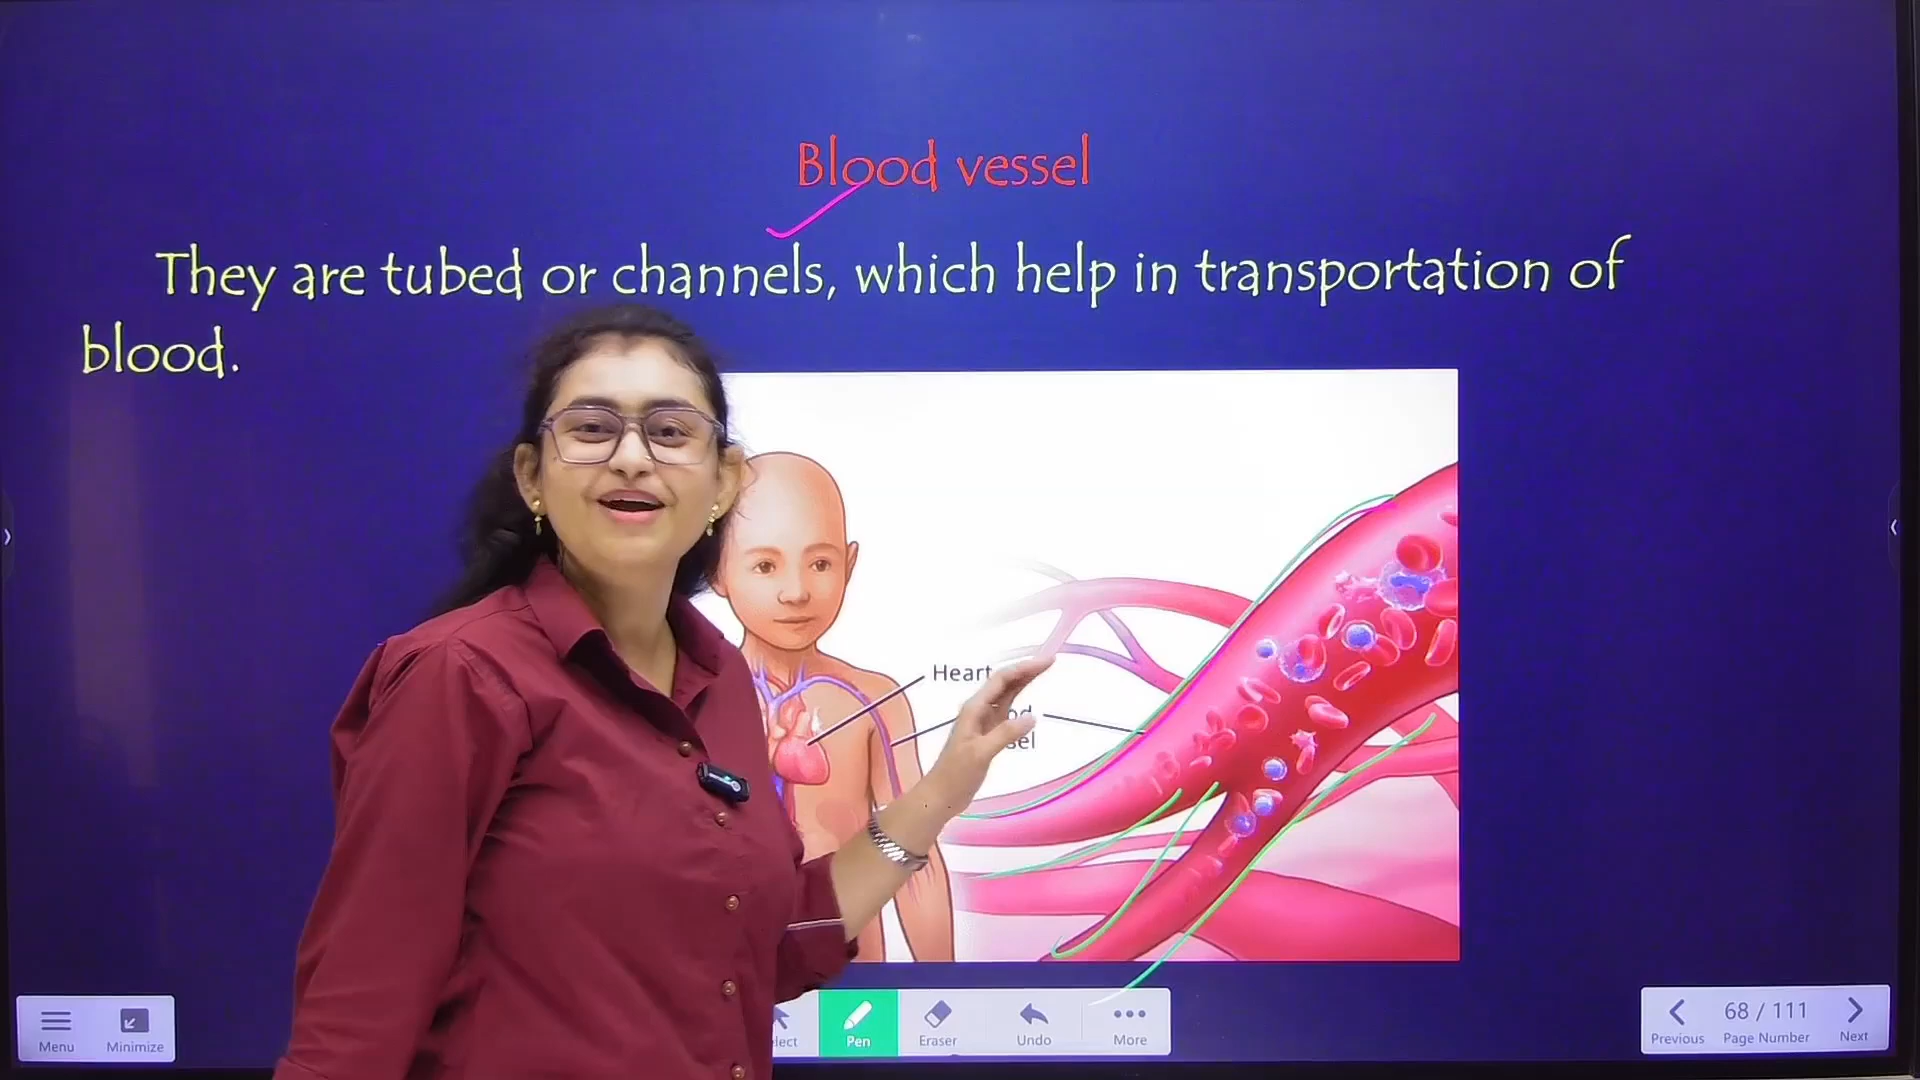 Blood vessel
They are tubed or channels, which help in transportation of
blood.
Heart
Menu
Minimize
Pen
Eraser
Undo
More
Previous
68 / 111
Page Number
Next